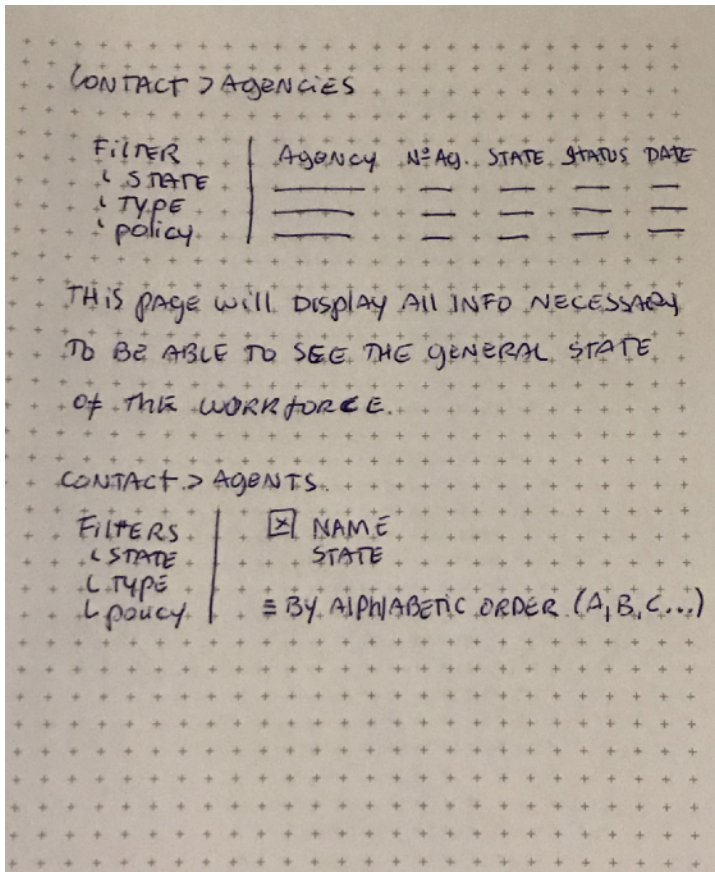 CONTACT > AGENCIES
FILTER
↳ STATE
↳ TYPE
↳ POLICY
AGENCY Nº AG. STATE STATUS DATE
THIS PAGE WILL DISPLAY ALL INFO NECESSARY
TO BE ABLE TO SEE THE GENERAL STATE
OF THE WORKFORCE.
CONTACT > AGENTS
FILTERS
↳ STATE
↳ TYPE
↳ POLICY
☒ NAME
STATE
≡ BY ALPHABETIC ORDER (A, B, C...)